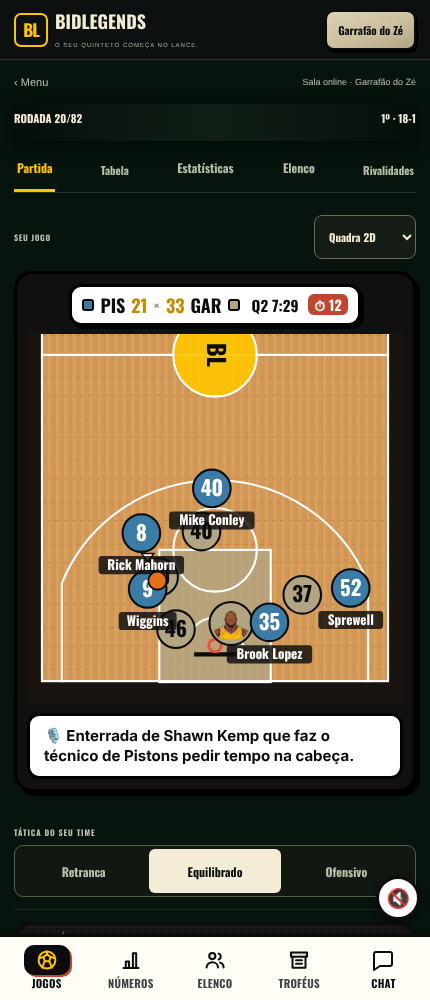 BL
BIDLEGENDS
O SEU QUINTETO COMEÇA NO LANCE.
Garrafão do Zé
‹ Menu
Sala online · Garrafão do Zé
RODADA 20/82
1º · 18-1
Partida
Tabela
Estatísticas
Elenco
Rivalidades
SEU JOGO
Quadra 2D
PIS 21 × 33 GAR Q2 7:29 12
BL
40
Mike Conley
40
8
Rick Mahorn
9
37
52
Wiggins
46
35
Sprewell
Brook Lopez
Enterrada de Shawn Kemp que faz o
técnico de Pistons pedir tempo na cabeça.
TÁTICA DO SEU TIME
Retranca
Equilibrado
Ofensivo
JOGOS
NÚMEROS
ELENCO
TROFÉUS
CHAT